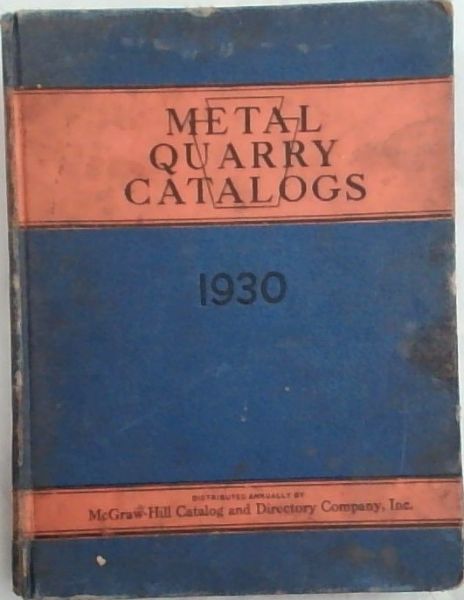 METAL
QUARRY
CATALOGS
1930
DISTRIBUTED ANNUALLY BY
McGraw-Hill Catalog and Directory Company, Inc.